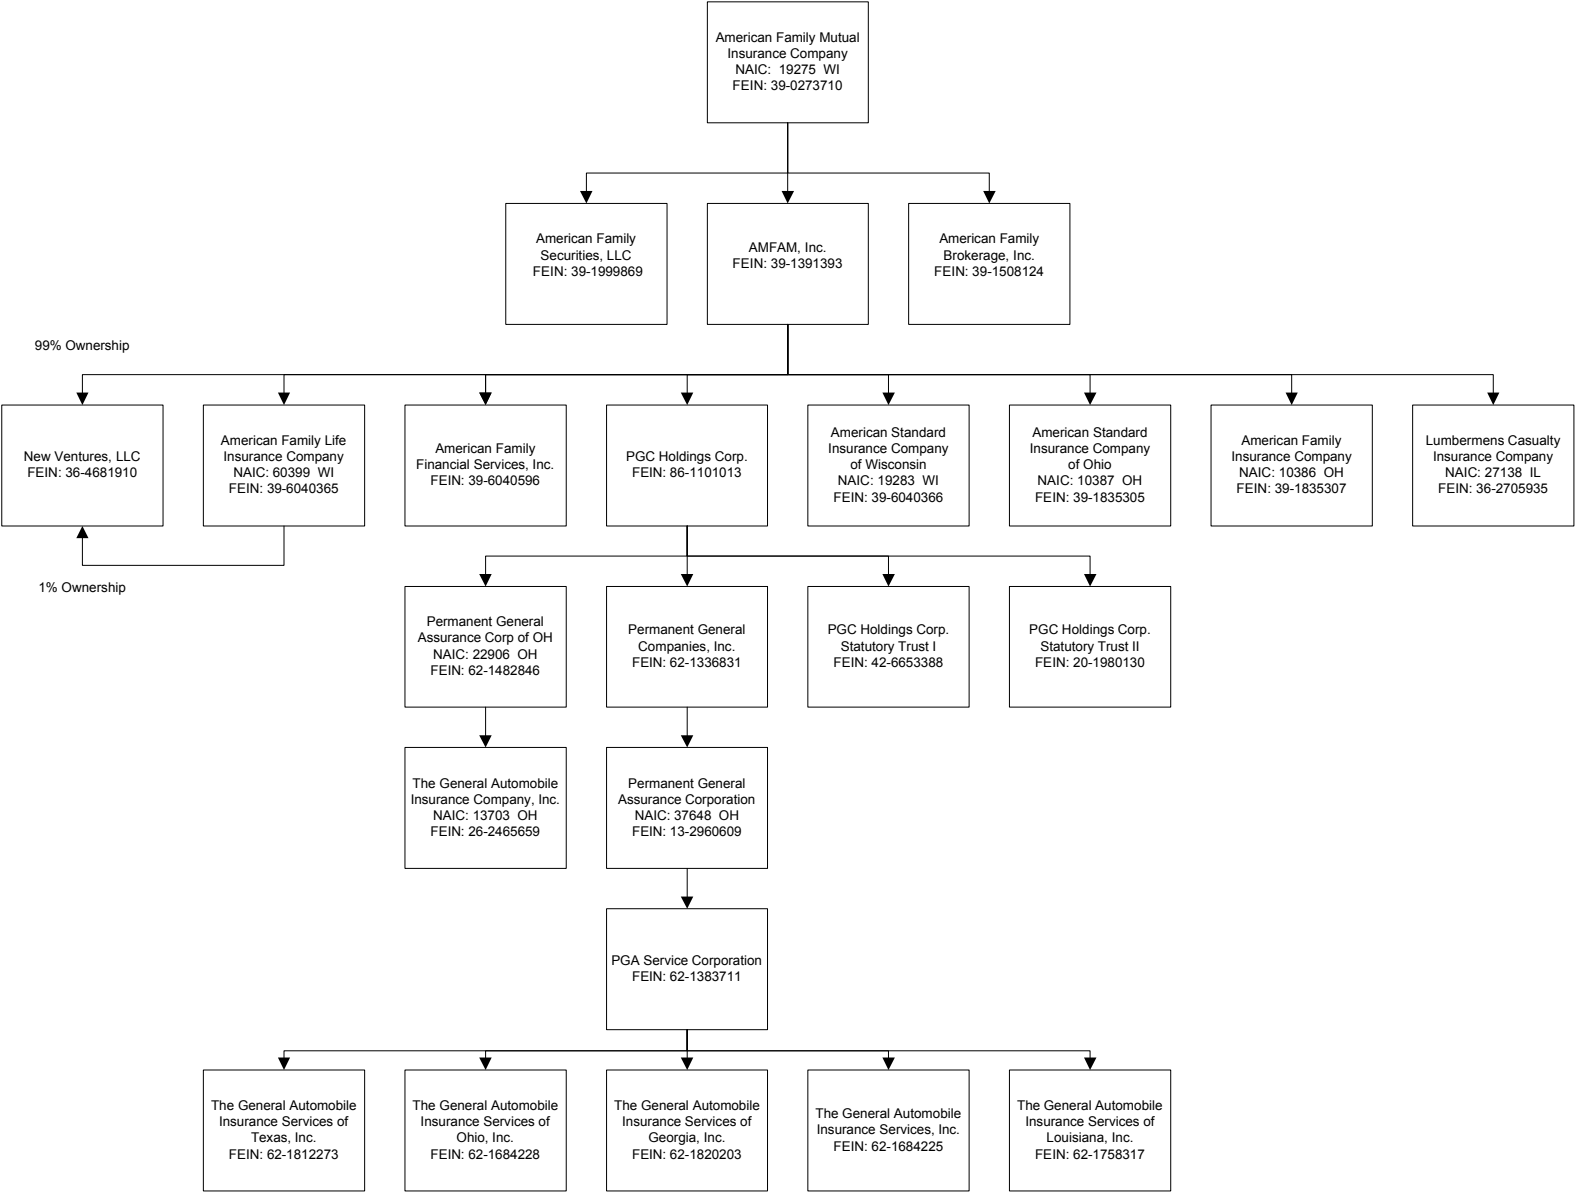 American Family Mutual
Insurance Company
NAIC:  19275  WI
FEIN: 39-0273710
American Family
Securities, LLC
FEIN: 39-1999869
AMFAM, Inc.
FEIN: 39-1391393
American Family
Brokerage, Inc.
FEIN: 39-1508124
99% Ownership
New Ventures, LLC
FEIN: 36-4681910
American Family Life
Insurance Company
NAIC: 60399  WI
FEIN: 39-6040365
American Family
Financial Services, Inc.
FEIN: 39-6040596
PGC Holdings Corp.
FEIN: 86-1101013
American Standard
Insurance Company
of Wisconsin
NAIC: 19283  WI
FEIN: 39-6040366
American Standard
Insurance Company
of Ohio
NAIC: 10387  OH
FEIN: 39-1835305
American Family
Insurance Company
NAIC: 10386  OH
FEIN: 39-1835307
Lumbermens Casualty
Insurance Company
NAIC: 27138  IL
FEIN: 36-2705935
1% Ownership
Permanent General
Assurance Corp of OH
NAIC: 22906  OH
FEIN: 62-1482846
Permanent General
Companies, Inc.
FEIN: 62-1336831
PGC Holdings Corp.
Statutory Trust I
FEIN: 42-6653388
PGC Holdings Corp.
Statutory Trust II
FEIN: 20-1980130
The General Automobile
Insurance Company, Inc.
NAIC: 13703  OH
FEIN: 26-2465659
Permanent General
Assurance Corporation
NAIC: 37648  OH
FEIN: 13-2960609
PGA Service Corporation
FEIN: 62-1383711
The General Automobile
Insurance Services of
Texas, Inc.
FEIN: 62-1812273
The General Automobile
Insurance Services of
Ohio, Inc.
FEIN: 62-1684228
The General Automobile
Insurance Services of
Georgia, Inc.
FEIN: 62-1820203
The General Automobile
Insurance Services, Inc.
FEIN: 62-1684225
The General Automobile
Insurance Services of
Louisiana, Inc.
FEIN: 62-1758317